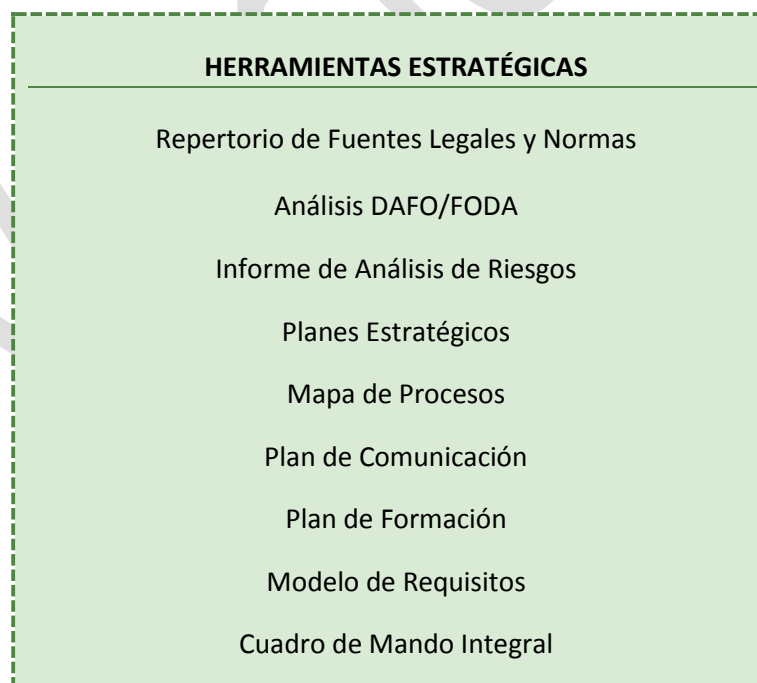 HERRAMIENTAS ESTRATÉGICAS
Repertorio de Fuentes Legales y Normas
Análisis DAFO/FODA
Informe de Análisis de Riesgos
Planes Estratégicos
Mapa de Procesos
Plan de Comunicación
Plan de Formación
Modelo de Requisitos
Cuadro de Mando Integral